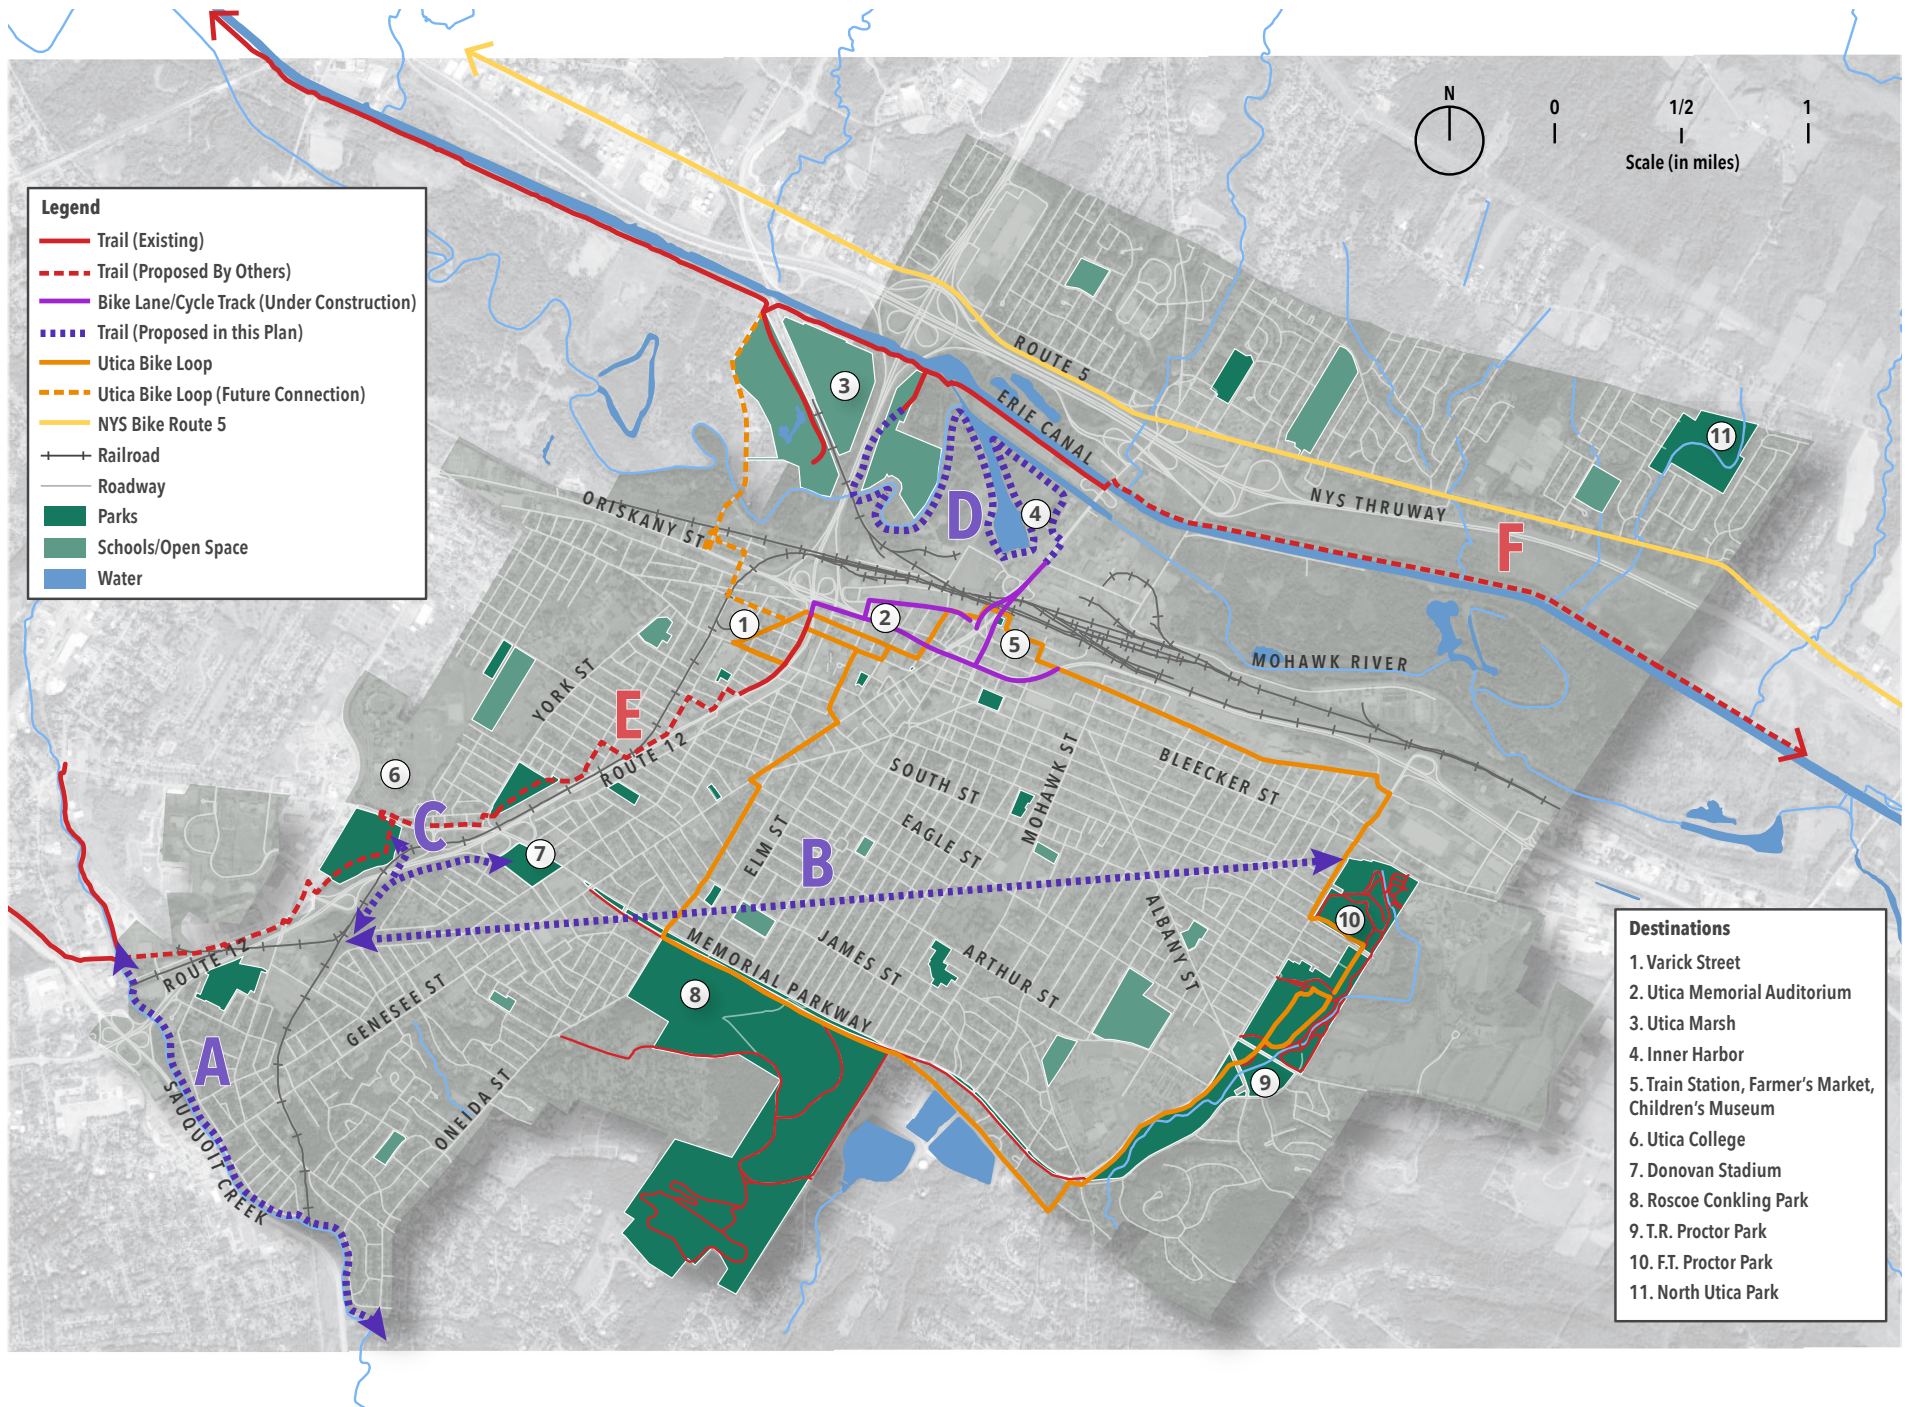 N
0
1/2
1
Scale (in miles)
Legend
Trail (Existing)
Trail (Proposed By Others)
Bike Lane/Cycle Track (Under Construction)
Trail (Proposed in this Plan)
Utica Bike Loop
Utica Bike Loop (Future Connection)
NYS Bike Route 5
Railroad
Roadway
Parks
Schools/Open Space
Water
ROUTE 5
3
ERIE CANAL
11
ORISKANY ST
D
4
NYS THRUWAY
F
1
2
5
MOHAWK RIVER
YORK ST
E
ROUTE 12
6
SOUTH ST
MOHAWK ST
BLEECKER ST
C
7
ELM ST
B
EAGLE ST
ALBANY ST
10
ROUTE 12
GENESEE ST
8
MEMORIAL PARKWAY
JAMES ST
ARTHUR ST
A
SAUQUOIT CREEK
ONEIDA ST
9
Destinations
1. Varick Street
2. Utica Memorial Auditorium
3. Utica Marsh
4. Inner Harbor
5. Train Station, Farmer's Market,
Children's Museum
6. Utica College
7. Donovan Stadium
8. Roscoe Conkling Park
9. T.R. Proctor Park
10. F.T. Proctor Park
11. North Utica Park